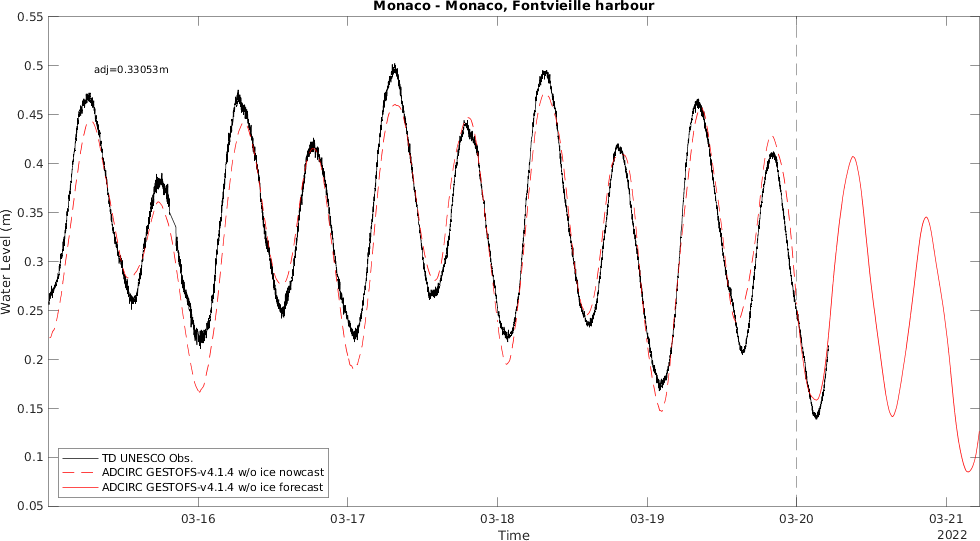 Monaco - Monaco, Fontvieille harbour
0.55
0.5
0.45
0.4
0.35
0.3
0.25
0.2
0.15
0.1
0.05
Water Level (m)
adj=0.33053m
TD UNESCO Obs.
ADCIRC GESTOFS-v4.1.4 w/o ice nowcast
ADCIRC GESTOFS-v4.1.4 w/o ice forecast
03-16 03-17 03-18 03-19 03-20 03-21
Time 2022